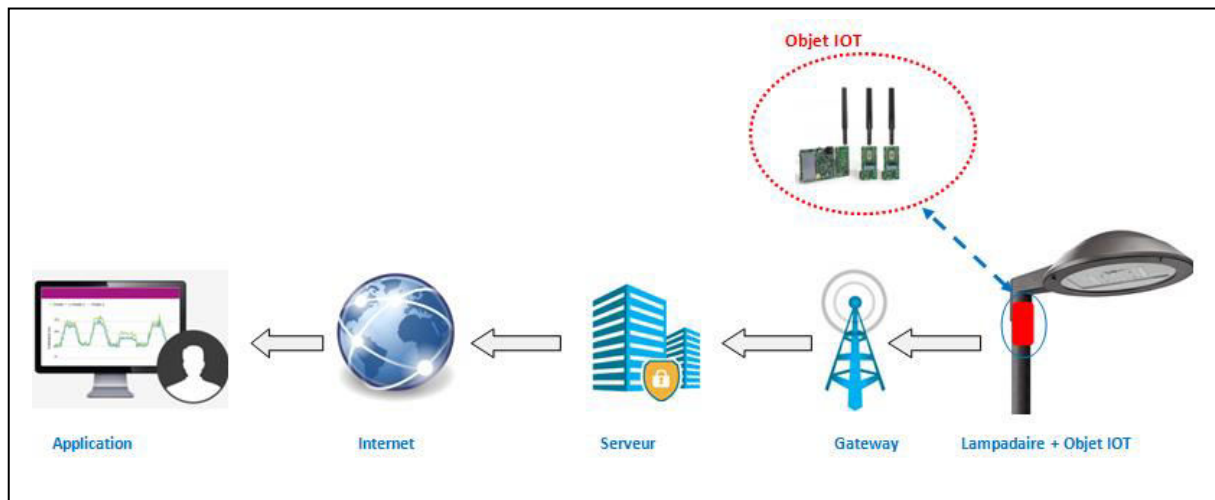 Objet IOT
Application
Internet
Serveur
Gateway
Lampadaire + Objet IOT